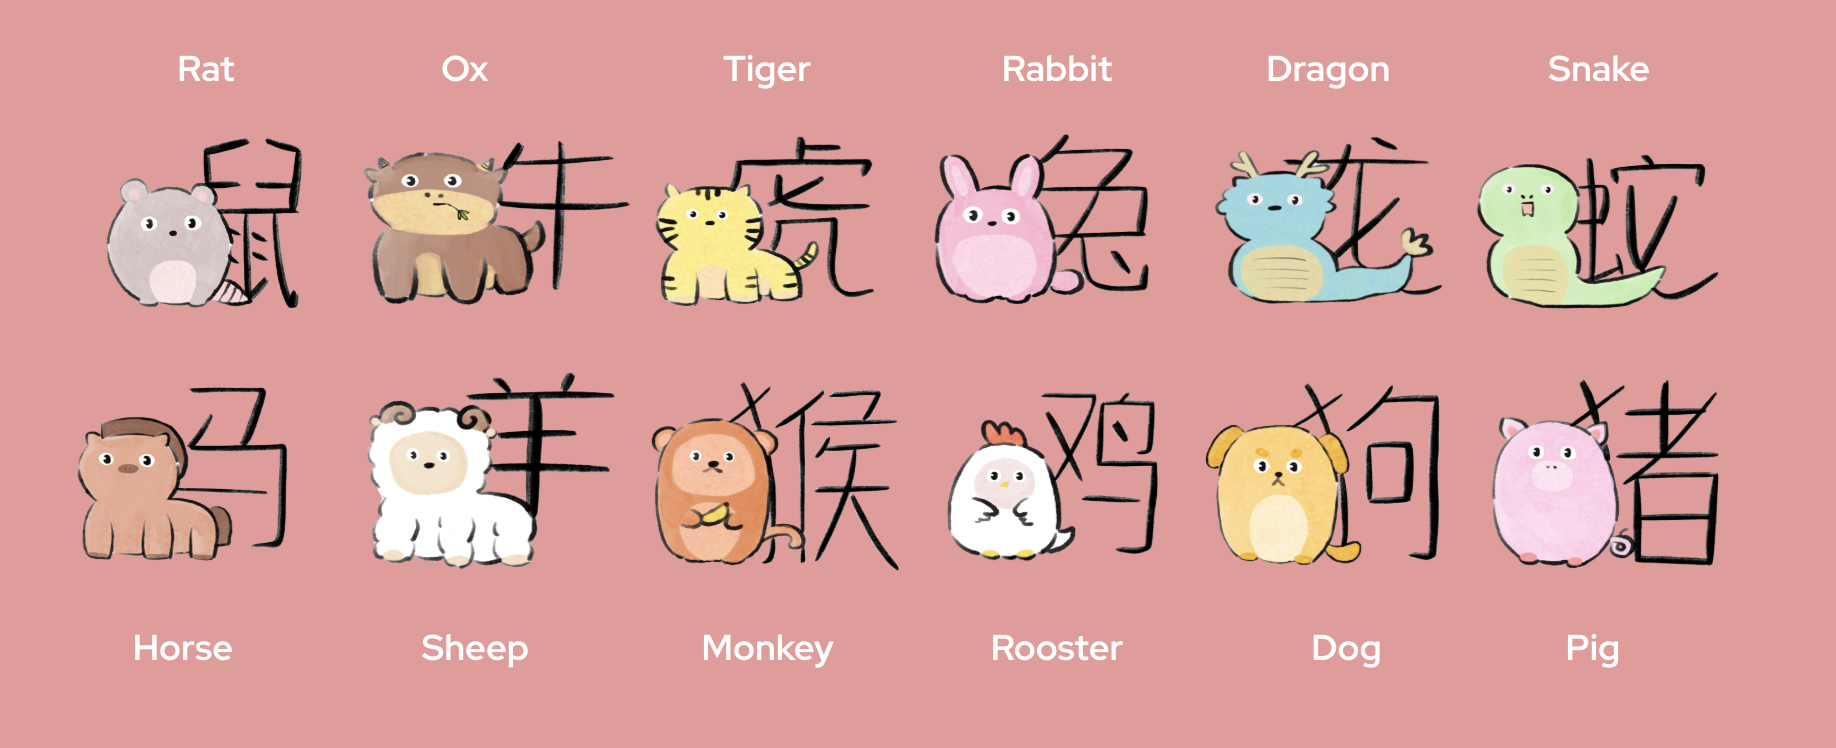 Rat Ox Tiger Rabbit Dragon Snake
鼠 牛 虎 兔 龙 蛇
马 羊 猴 鸡 狗 猪
Horse Sheep Monkey Rooster Dog Pig